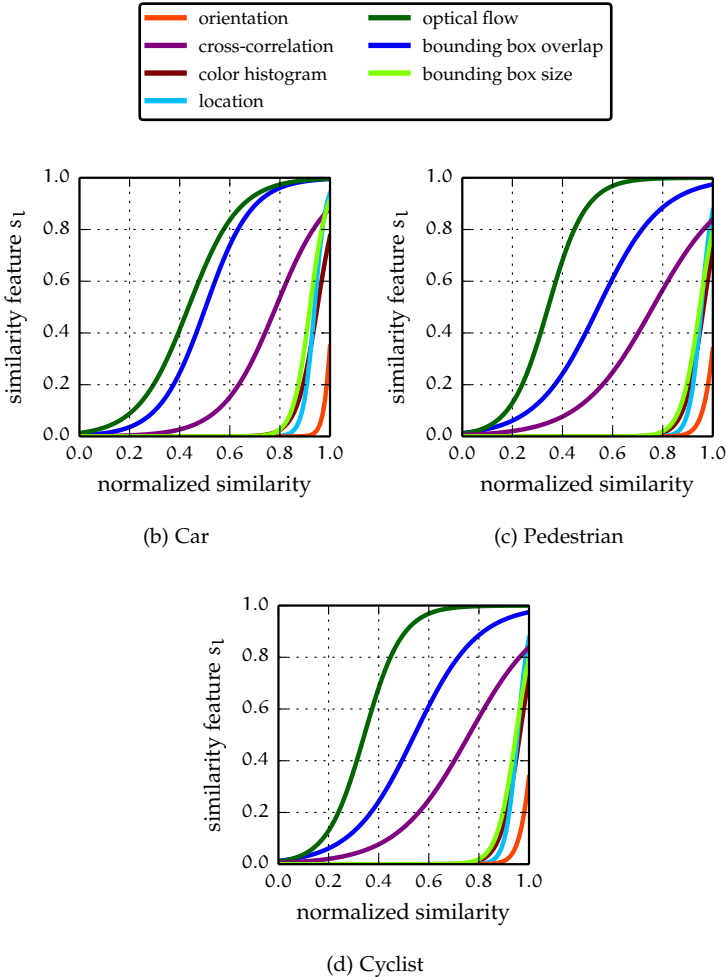 orientation
cross-correlation
color histogram
location
optical flow
bounding box overlap
bounding box size
1.0
0.8
0.6
0.4
0.2
0.0
similarity feature sₗ
0.0 0.2 0.4 0.6 0.8 1.0
normalized similarity
(b) Car
1.0
0.8
0.6
0.4
0.2
0.0
similarity feature sₗ
0.0 0.2 0.4 0.6 0.8 1.0
normalized similarity
(c) Pedestrian
1.0
0.8
0.6
0.4
0.2
0.0
similarity feature sₗ
0.0 0.2 0.4 0.6 0.8 1.0
normalized similarity
(d) Cyclist